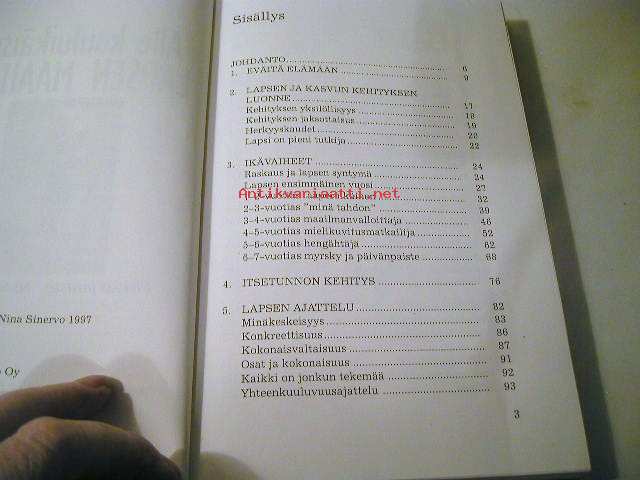 Sisällys
JOHDANTO 6
1. EVÄITÄ ELÄMÄÄN 9
2. LAPSEN JA KASVUN KEHITYKSEN
LUONNE 17
Kehityksen yksilöllisyys 18
Kehityksen jaksottaisuus 19
Herkyyskaudet 20
Lapsi on pieni tutkija 22
3. IKÄVAIHEET 24
Raskaus ja lapsen syntymä 24
Lapsen ensimmäinen vuosi 27
Antikvariaatti.net
32
2–3-vuotias "minä tahdon" 39
3–4-vuotias maailmanvalloittaja 46
4–5-vuotias mielikuvitusmatkailija 52
5–6-vuotias hengähtäjä 62
6–7-vuotias myrsky ja päivänpaiste 68
4. ITSETUNNON KEHITYS 76
5. LAPSEN AJATTELU 82
Minäkeskeisyys 83
Konkreettisuus 86
Kokonaisvaltaisuus 87
Osat ja kokonaisuus 91
Kaikki on jonkun tekemää 92
Yhteenkuuluvuusajattelu 93
3
Nina Sinervo 1997
Oy